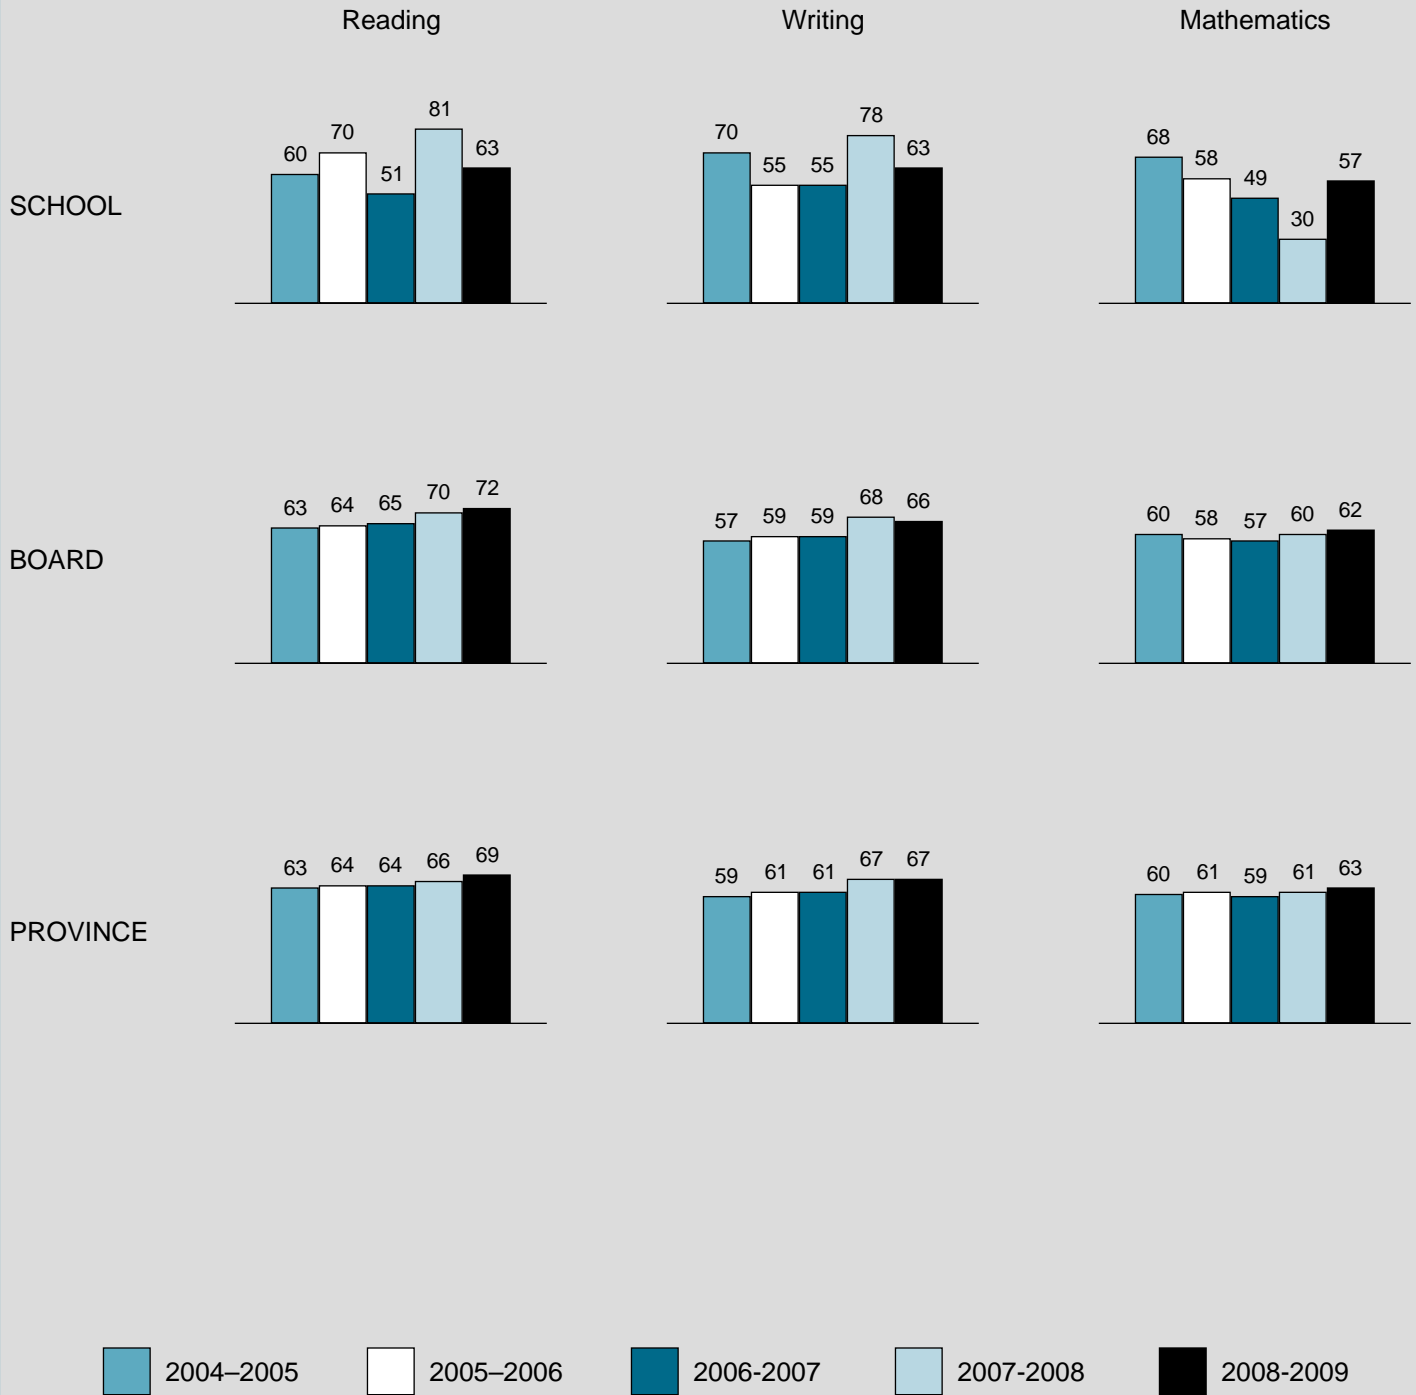 Reading Writing Mathematics
SCHOOL
60 70 51 81 63
70 55 55 78 63
68 58 49 30 57
BOARD
63 64 65 70 72
57 59 59 68 66
60 58 57 60 62
PROVINCE
63 64 64 66 69
59 61 61 67 67
60 61 59 61 63
2004–2005 2005–2006 2006-2007 2007-2008 2008-2009